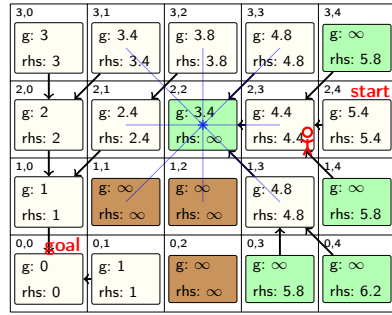 3,0 3,1 3,2 3,3 3,4
g: 3 g: 3.4 g: 3.8 g: 4.8 g: ∞
rhs: 3 rhs: 3.4 rhs: 3.8 rhs: 4.8 rhs: 5.8
2,0 2,1 2,2 2,3 2,4 start
g: 2 g: 2.4 g: 3.4 g: 4.4 g: 5.4
rhs: 2 rhs: 2.4 rhs: ∞ rhs: 4.4 rhs: 5.4
1,0 1,1 1,2 1,3 1,4
g: 1 g: ∞ g: ∞ g: 4.8 g: ∞
rhs: 1 rhs: ∞ rhs: ∞ rhs: 4.8 rhs: 5.8
0,0 goal 0,1 0,2 0,3 0,4
g: 0 g: 1 g: ∞ g: ∞ g: ∞
rhs: 0 rhs: 1 rhs: ∞ rhs: 5.8 rhs: 6.2